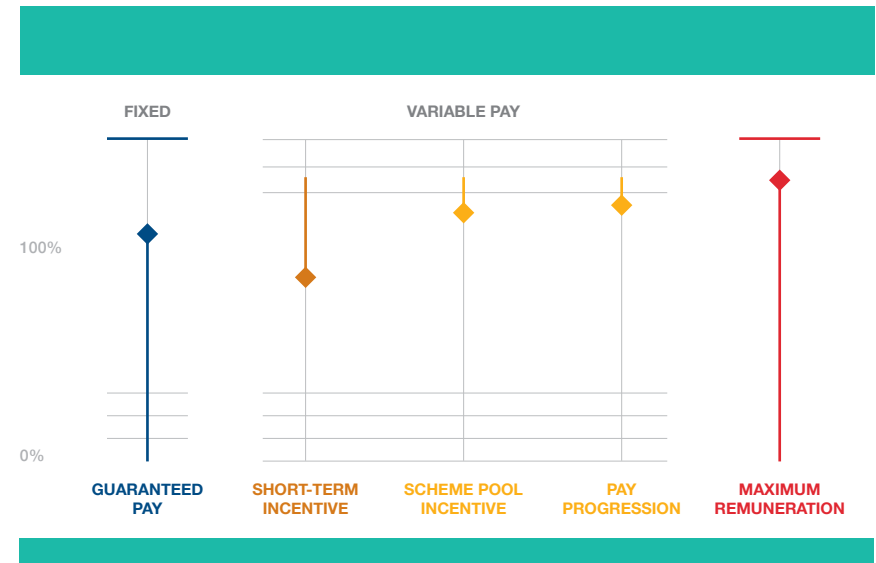 FIXED
VARIABLE PAY
100%
0%
GUARANTEED
PAY
SHORT-TERM
INCENTIVE
SCHEME POOL
INCENTIVE
PAY
PROGRESSION
MAXIMUM
REMUNERATION